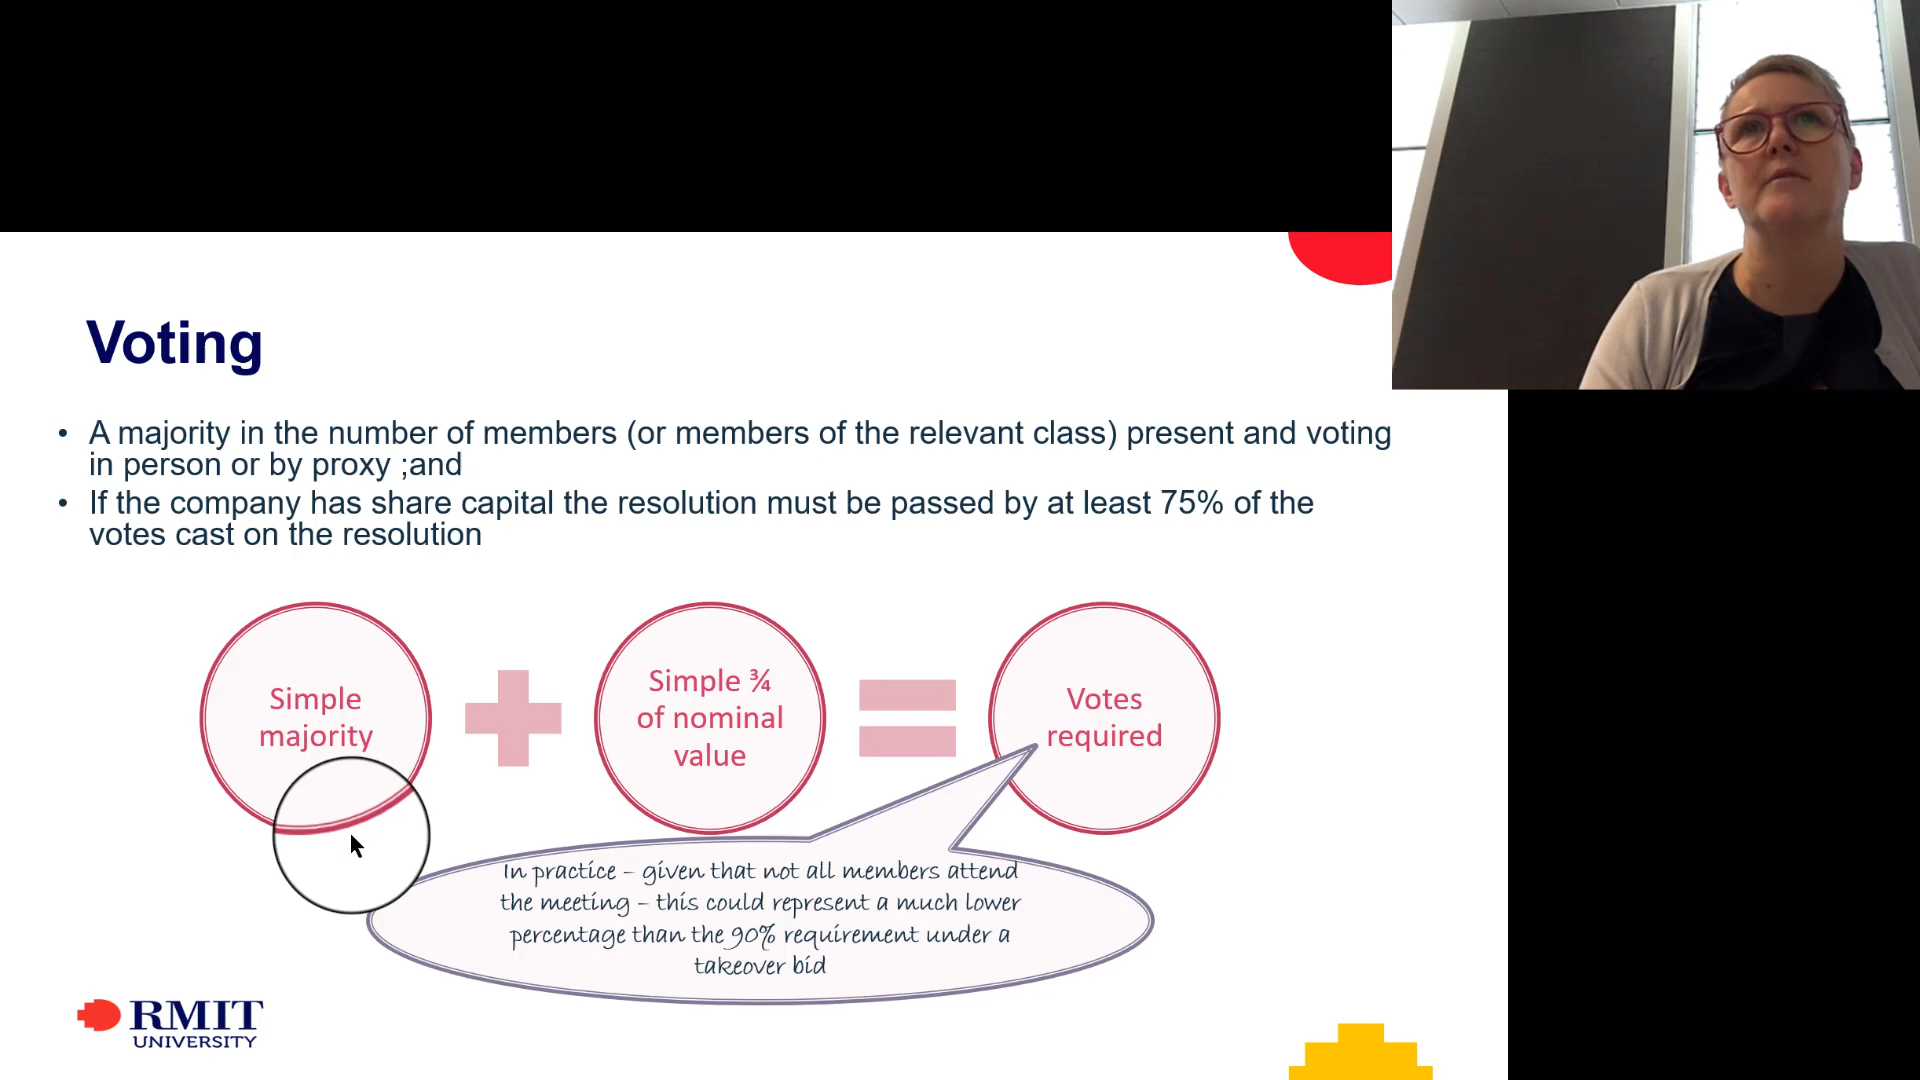 Voting
• A majority in the number of members (or members of the relevant class) present and voting
in person or by proxy ;and
• If the company has share capital the resolution must be passed by at least 75% of the
votes cast on the resolution
Simple
majority
Simple ¾
of nominal
value
Votes
required
In practice – given that not all members attend
the meeting – this could represent a much lower
percentage than the 90% requirement under a
takeover bid
RMIT
UNIVERSITY